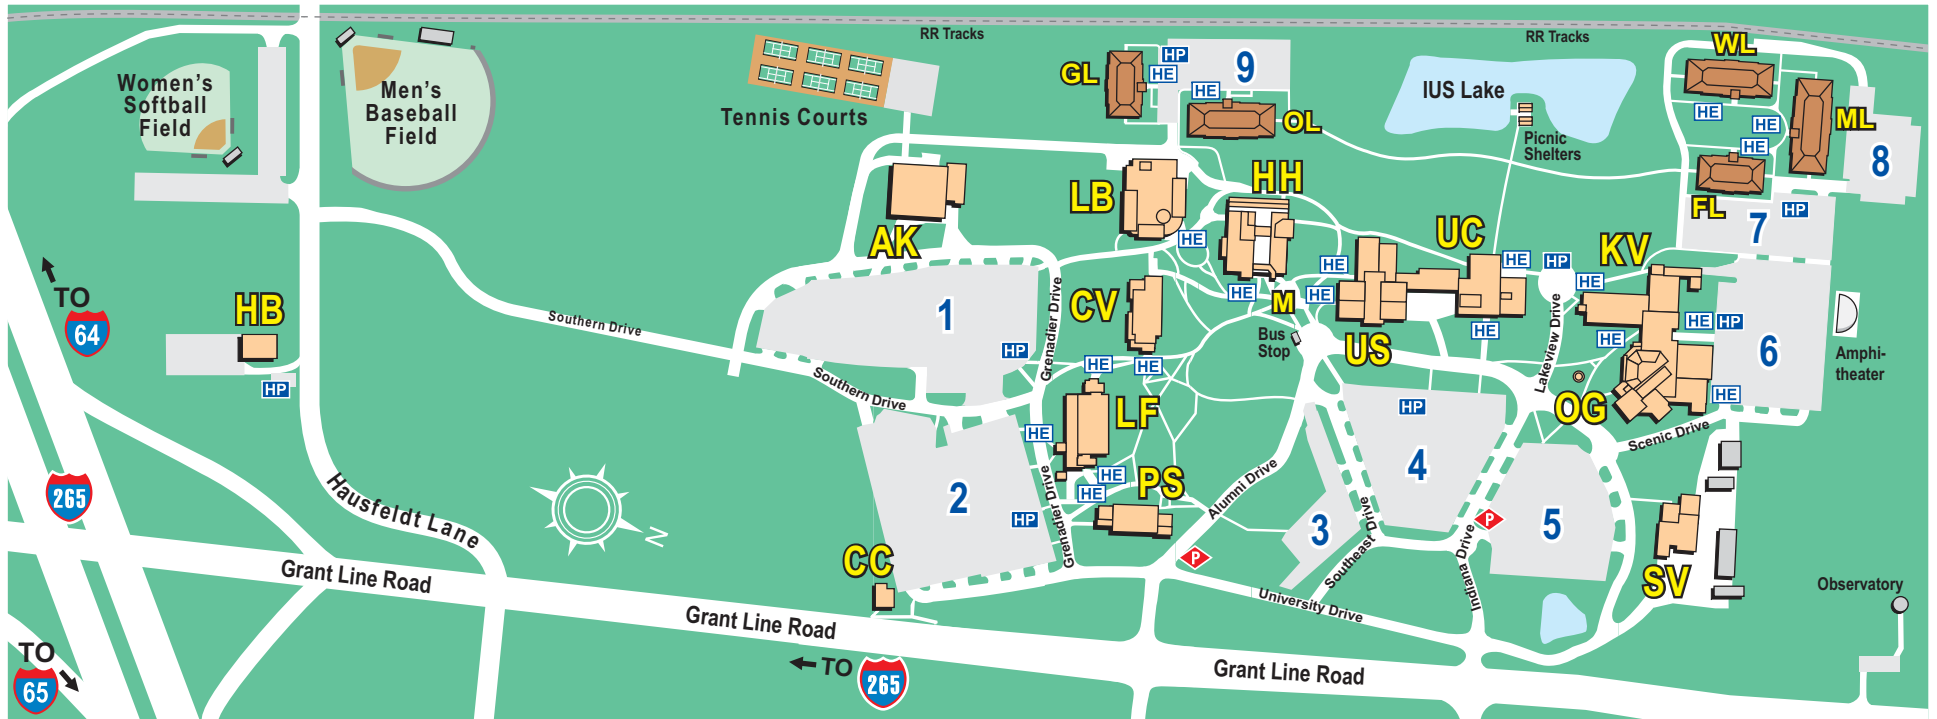 RR Tracks
RR Tracks
Women's
Softball
Field
Men's
Baseball
Field
Tennis Courts
GL
HP
HE
HE
9
OL
IUS Lake
Picnic
Shelters
WL
HE
HE
HE
ML
8
FL
HP
7
LB
HH
AK
HE
HE
HE
HE
M
Bus
Stop
UC
US
HE
HP
HE
HE
KV
HE
HE
HP
HE
6
OG
Amphi-
theater
TO
64
HB
HP
Southern Drive
Southern Drive
1
HP
Grenadier Drive
CV
HE
HE
LF
HE
HE
HE
PS
2
HP
Grenadier Drive
CC
Lakeview Drive
Scenic Drive
HP
4
3
5
P
P
Alumni Drive
Southeast Drive
Indiana Drive
University Drive
SV
Observatory
265
Hausfeldt Lane
N
Grant Line Road
Grant Line Road
Grant Line Road
TO
265
TO
65